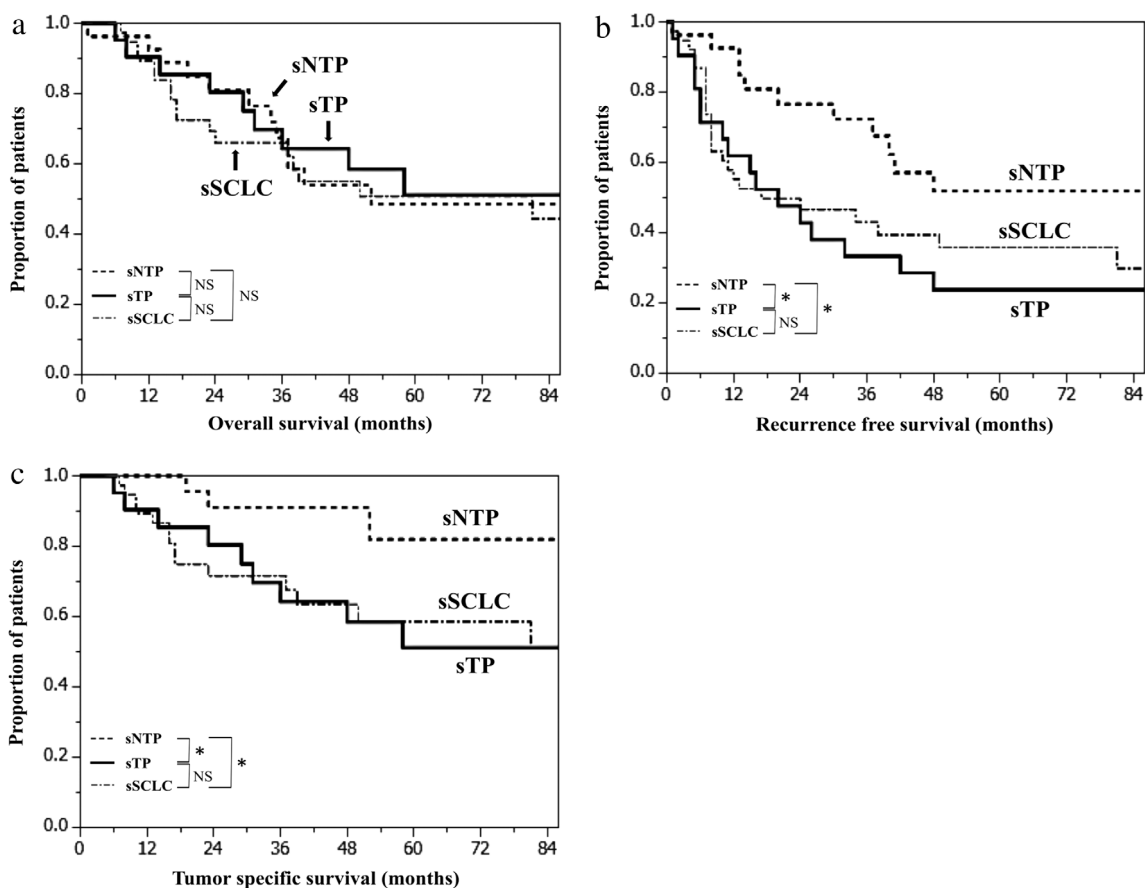 a
Proportion of patients
1.0
0.8
0.6
0.4
0.2
0.0
sNTP
sTP
sSCLC
sNTP
sTP
sSCLC
NS
NS
NS
0 12 24 36 48 60 72 84
Overall survival (months)
b
Proportion of patients
1.0
0.8
0.6
0.4
0.2
0.0
sNTP
sSCLC
sTP
sNTP
sTP
sSCLC
*
NS
*
0 12 24 36 48 60 72 84
Recurrence free survival (months)
c
Proportion of patients
1.0
0.8
0.6
0.4
0.2
0.0
sNTP
sSCLC
sTP
sNTP
sTP
sSCLC
*
NS
*
0 12 24 36 48 60 72 84
Tumor specific survival (months)